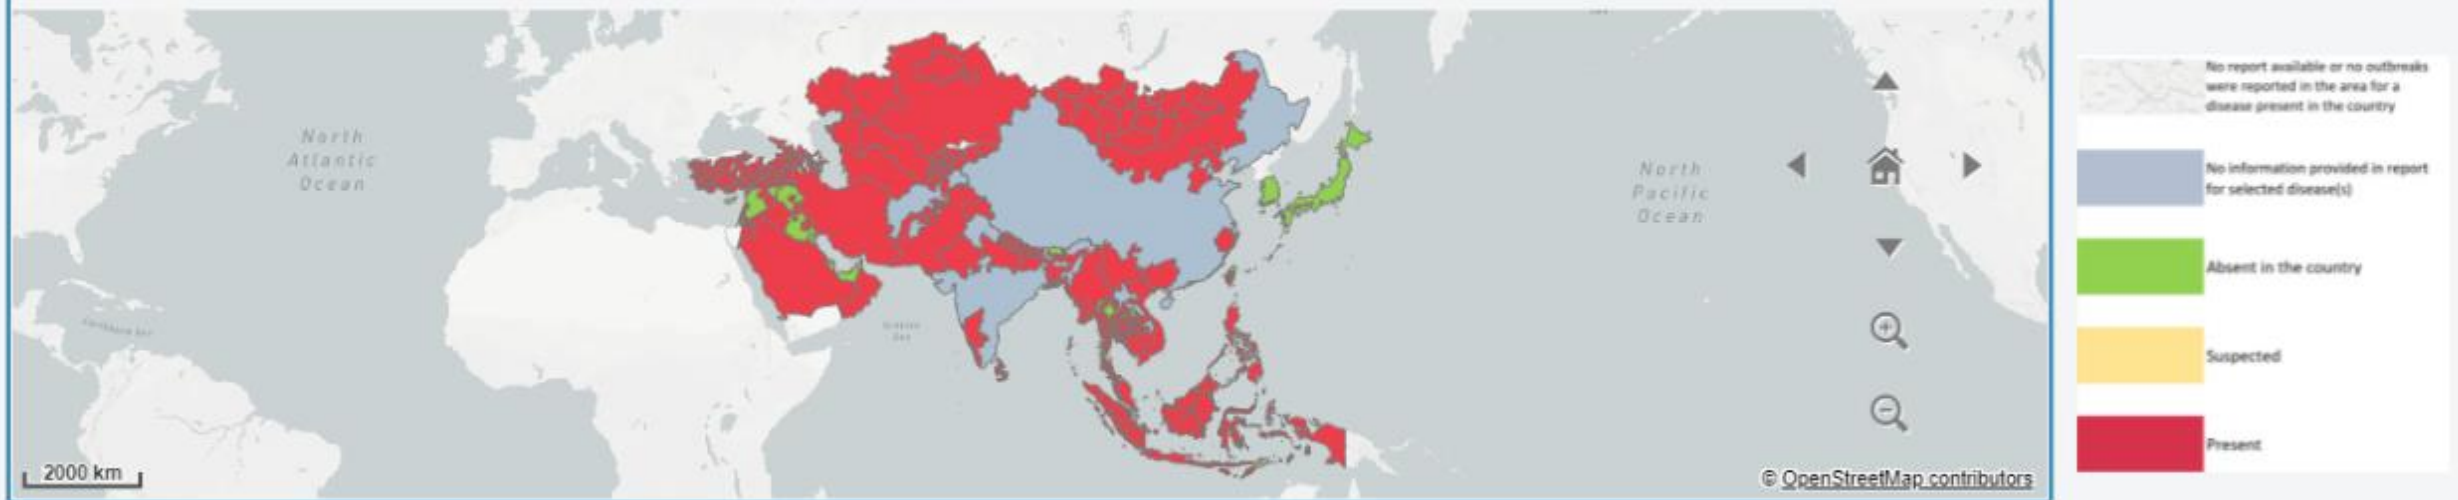 North
Atlantic
Ocean
North
Pacific
Ocean
2000 km
© OpenStreetMap contributors
No report available or no outbreaks
were reported in the area for a
disease present in the country
No information provided in report
for selected disease(s)
Absent in the country
Suspected
Present